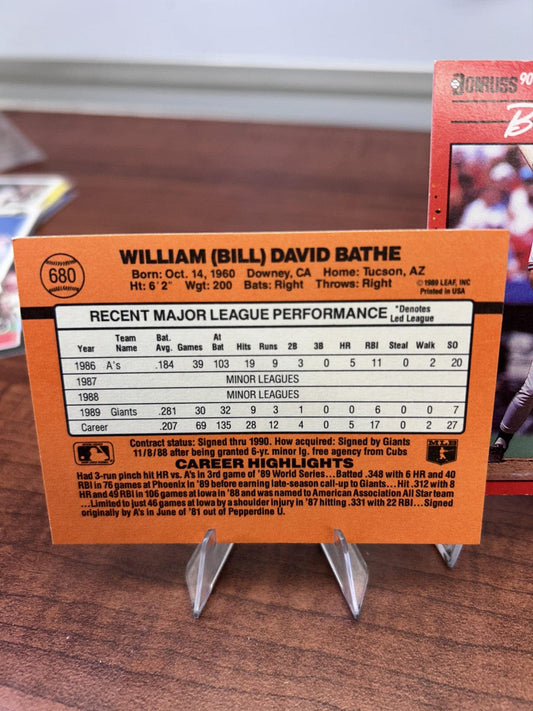 DONRUSS 90
B
680
WILLIAM (BILL) DAVID BATHE
Born: Oct. 14, 1960 Downey, CA Home: Tucson, AZ
Ht: 6' 2" Wgt: 200 Bats: Right Throws: Right
©1989 LEAF, INC
Printed in USA
RECENT MAJOR LEAGUE PERFORMANCE *Denotes Led League
Year Team Name Bat. Avg. Games At Bat Hits Runs 2B 3B HR RBI Steal Walk SO
1986 A's .184 39 103 19 9 3 0 5 11 0 2 20
1987 MINOR LEAGUES
1988 MINOR LEAGUES
1989 Giants .281 30 32 9 3 1 0 0 6 0 0 7
Career .207 69 135 28 12 4 0 5 17 0 2 27
Contract status: Signed thru 1990. How acquired: Signed by Giants
11/8/88 after being granted 6-yr. minor lg. free agency from Cubs
MLB
CAREER HIGHLIGHTS
Had 3-run pinch hit HR vs. A's in 3rd game of '89 World Series...Batted .348 with 6 HR and 40
RBI in 76 games at Phoenix in '89 before earning late-season call-up to Giants...Hit .312 with 8
HR and 49 RBI in 106 games at Iowa in '88 and was named to American Association All Star team
...Limited to just 46 games at Iowa by a shoulder injury in '87 hitting .331 with 22 RBI...Signed
originally by A's in June of '81 out of Pepperdine U.